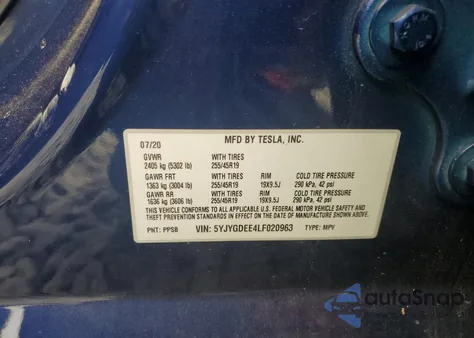 07/20 MFD BY TESLA, INC.
GVWR WITH TIRES
2405 kg (5302 lb) 255/45R19
GAWR FRT WITH TIRES RIM COLD TIRE PRESSURE
1363 kg (3004 lb) 255/45R19 19X9.5J 290 kPa, 42 psi
GAWR RR WITH TIRES RIM COLD TIRE PRESSURE
1636 kg (3606 lb) 255/45R19 19X9.5J 290 kPa, 42 psi
THIS VEHICLE CONFORMS TO ALL APPLICABLE U.S. FEDERAL MOTOR VEHICLE
SAFETY, BUMPER, AND THEFT PREVENTION STANDARDS IN EFFECT ON THE DATE OF
MANUFACTURE SHOWN ABOVE.
PNT: PPSB VIN: 5YJYGDEE4LF020963 TYPE: MPV
autoSnap